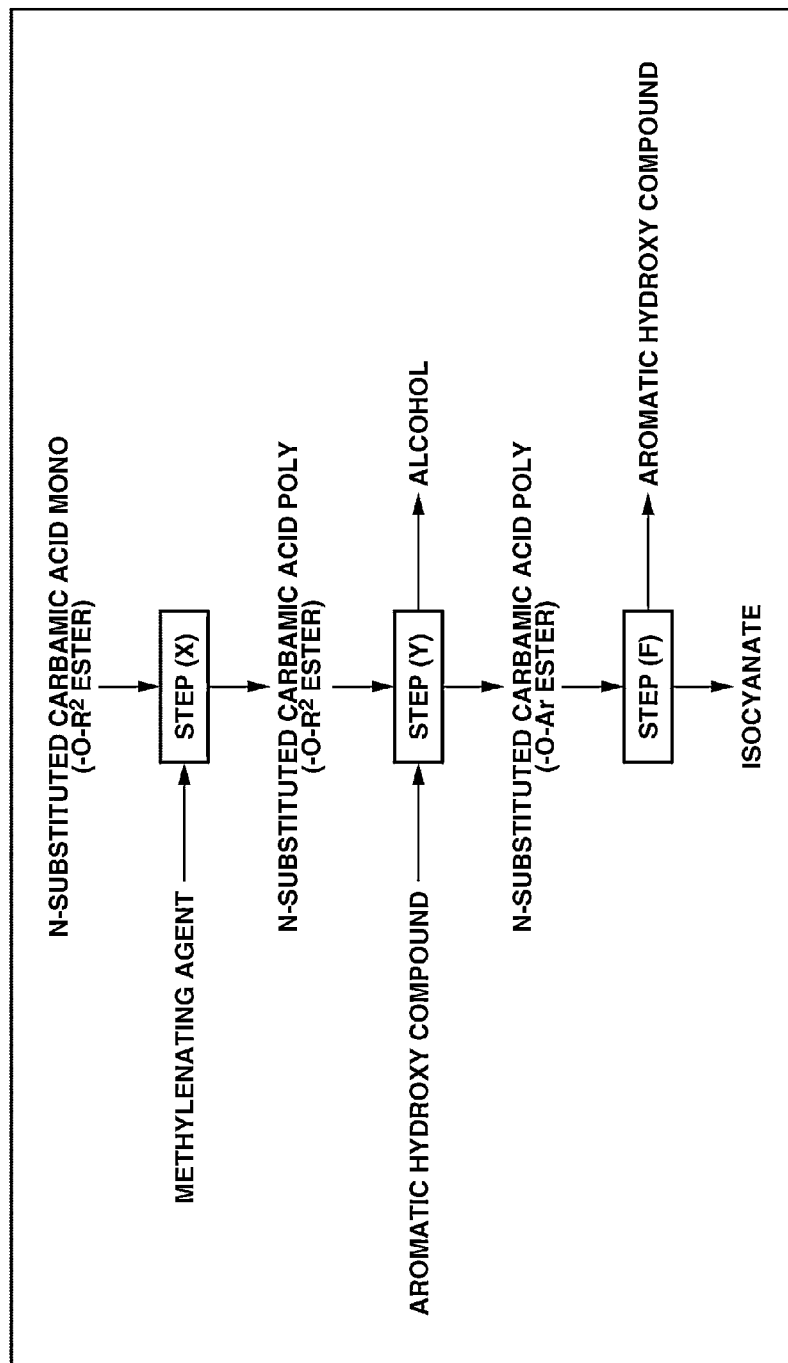 N-SUBSTITUTED CARBAMIC ACID MONO
(-O-R² ESTER)
METHYLENATING AGENT
STEP (X)
N-SUBSTITUTED CARBAMIC ACID POLY
(-O-R² ESTER)
AROMATIC HYDROXY COMPOUND
STEP (Y)
ALCOHOL
N-SUBSTITUTED CARBAMIC ACID POLY
(-O-Ar ESTER)
STEP (F)
AROMATIC HYDROXY COMPOUND
ISOCYANATE